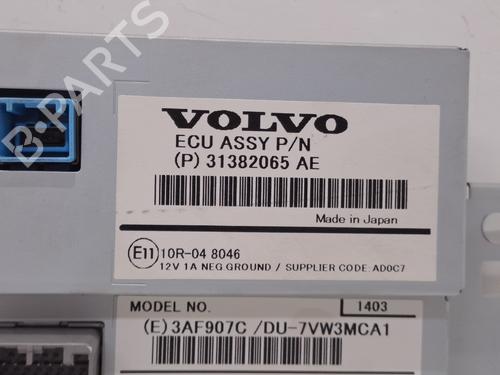 B-PARTS
VOLVO
ECU ASSY P/N
(P) 31382065 AE
Made in Japan
E11 10R-04 8046
12V 1A NEG GROUND / SUPPLIER CODE: AD0C7
MODEL NO. 1403
(E) 3AF907C /DU-7VW3MCA1